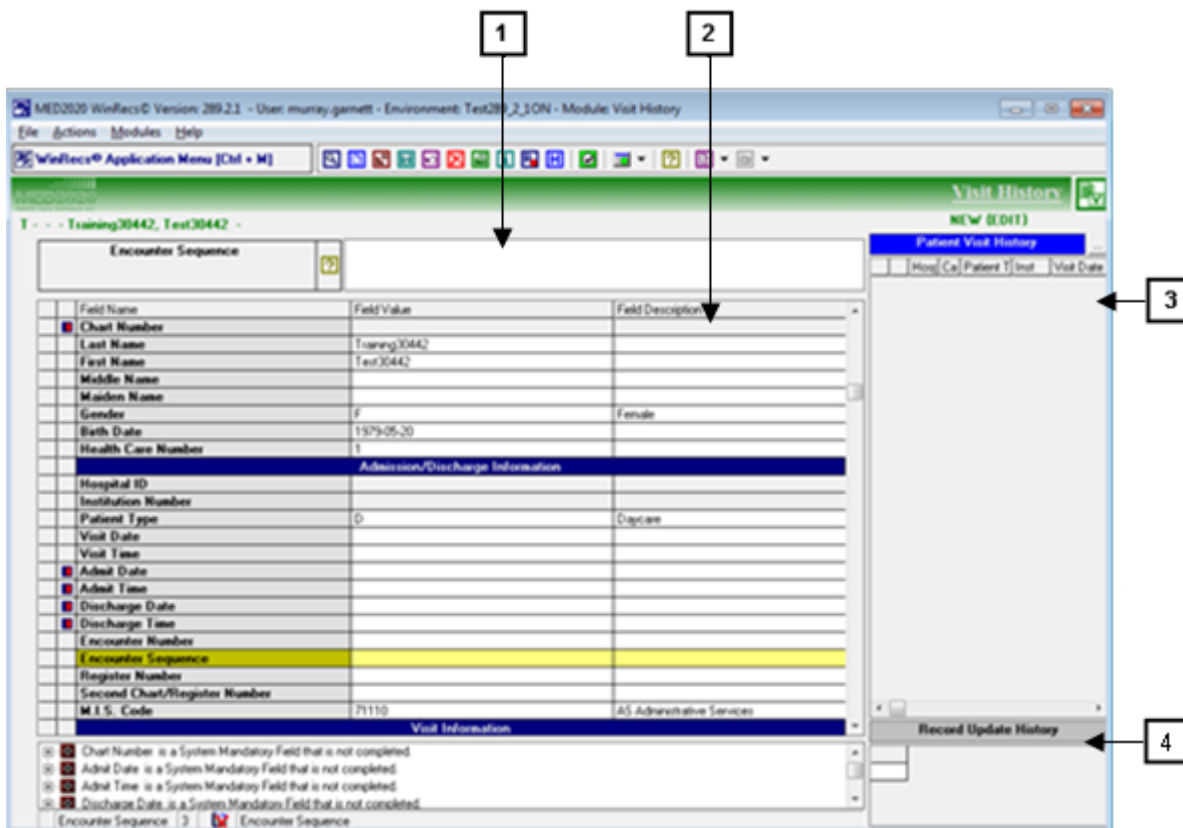 1 2
MED2020 WinRecs© Version: 289.2.1 - User: murray.garnett - Environment: Test289_2_1ON - Module: Visit History
File Actions Modules Help
WinRecs© Application Menu [Ctrl + M]
MED2020 Visit History
T - - - Training30442, Test30442 - NEW (EDIT)
Encounter Sequence Patient Visit History ...
Hosp Ca Patient T Inst Visit Date
3
Field Name Field Value Field Description
Chart Number
Last Name Training30442
First Name Test30442
Middle Name
Maiden Name
Gender F Female
Birth Date 1979-05-20
Health Care Number 1
Admission/Discharge Information
Hospital ID
Institution Number
Patient Type D Daycare
Visit Date
Visit Time
Admit Date
Admit Time
Discharge Date
Discharge Time
Encounter Number
Encounter Sequence
Register Number
Second Chart/Register Number
M.I.S. Code 71110 AS Administrative Services
Visit Information Record Update History
4
Chart Number is a System Mandatory Field that is not completed.
Admit Date is a System Mandatory Field that is not completed.
Admit Time is a System Mandatory Field that is not completed.
Discharge Date is a System Mandatory Field that is not completed.
Encounter Sequence 3 Encounter Sequence